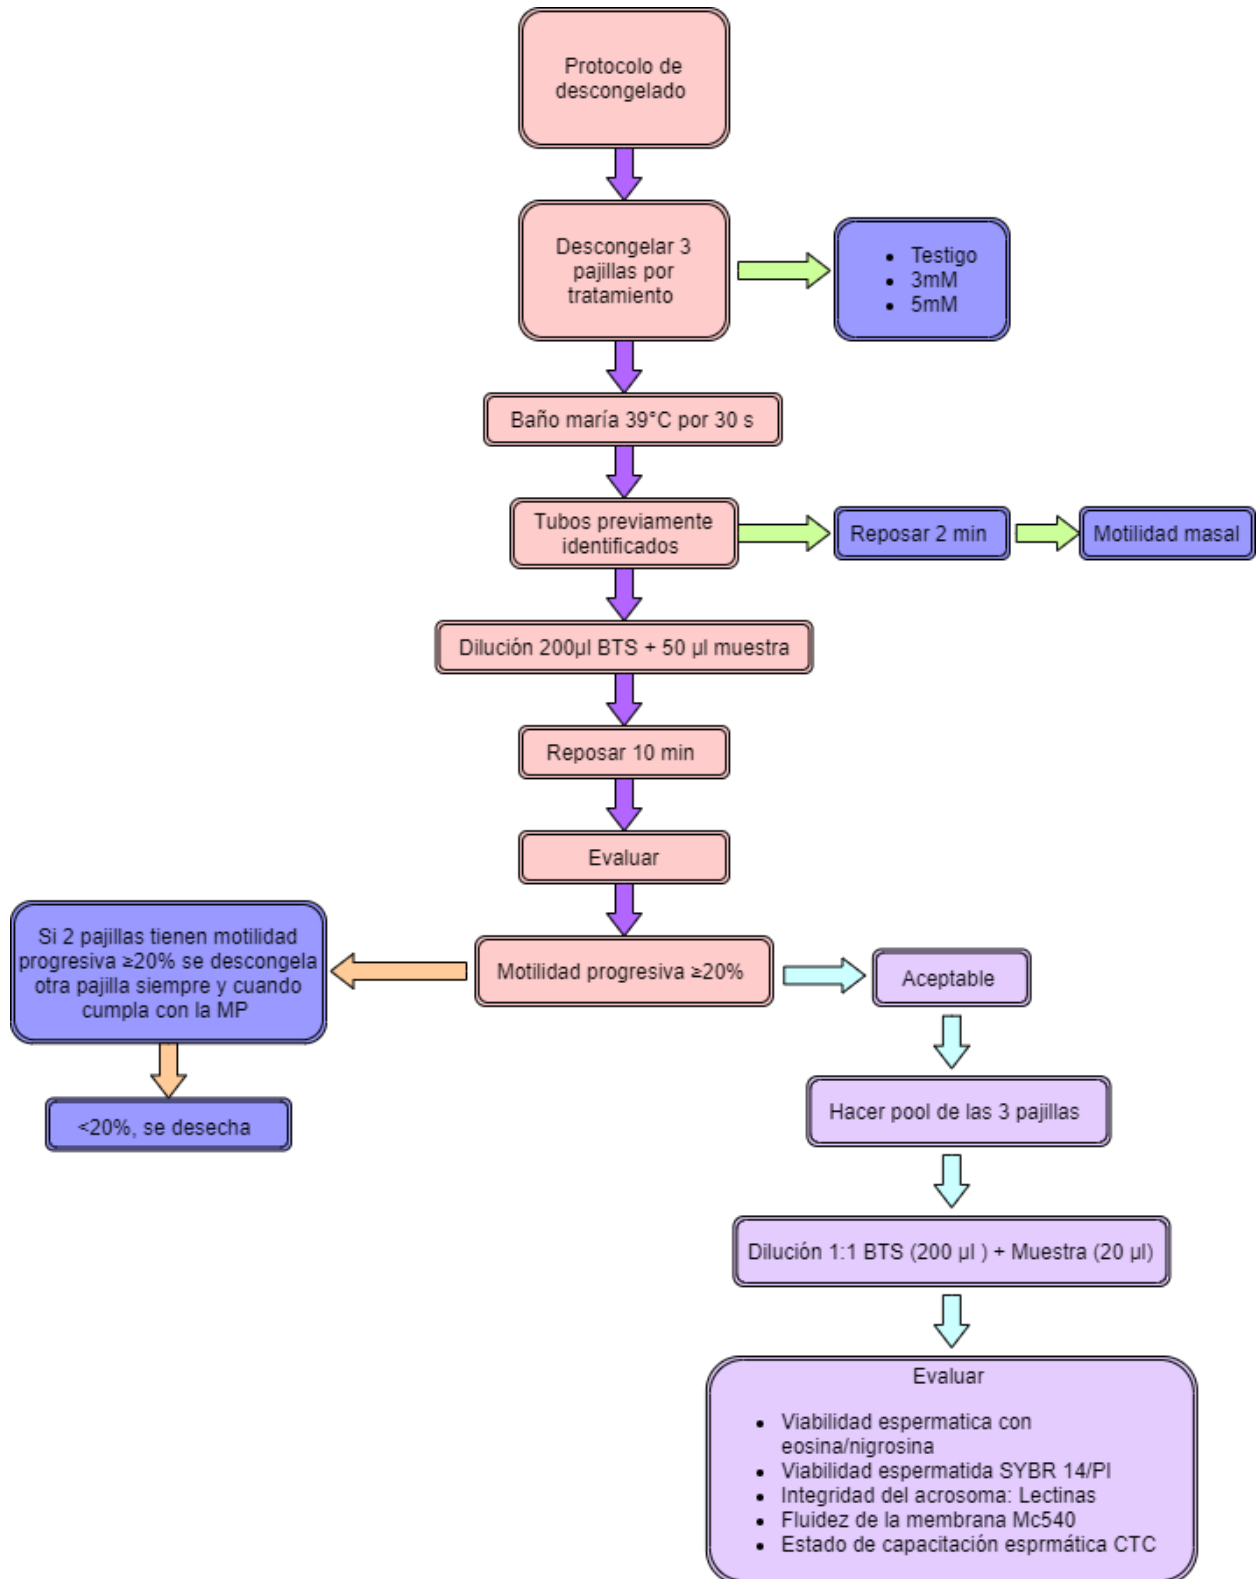 Protocolo de
descongelado
Descongelar 3
pajillas por
tratamiento
• Testigo
• 3mM
• 5mM
Baño maría 39°C por 30 s
Tubos previamente
identificados
Reposar 2 min
Motilidad masal
Dilución 200µl BTS + 50 µl muestra
Reposar 10 min
Evaluar
Motilidad progresiva ≥20%
Si 2 pajillas tienen motilidad
progresiva ≥20% se descongela
otra pajilla siempre y cuando
cumpla con la MP
<20%, se desecha
Aceptable
Hacer pool de las 3 pajillas
Dilución 1:1 BTS (200 µl ) + Muestra (20 µl)
Evaluar
• Viabilidad espermatica con
eosina/nigrosina
• Viabilidad espermatida SYBR 14/PI
• Integridad del acrosoma: Lectinas
• Fluidez de la membrana Mc540
• Estado de capacitación esprmática CTC